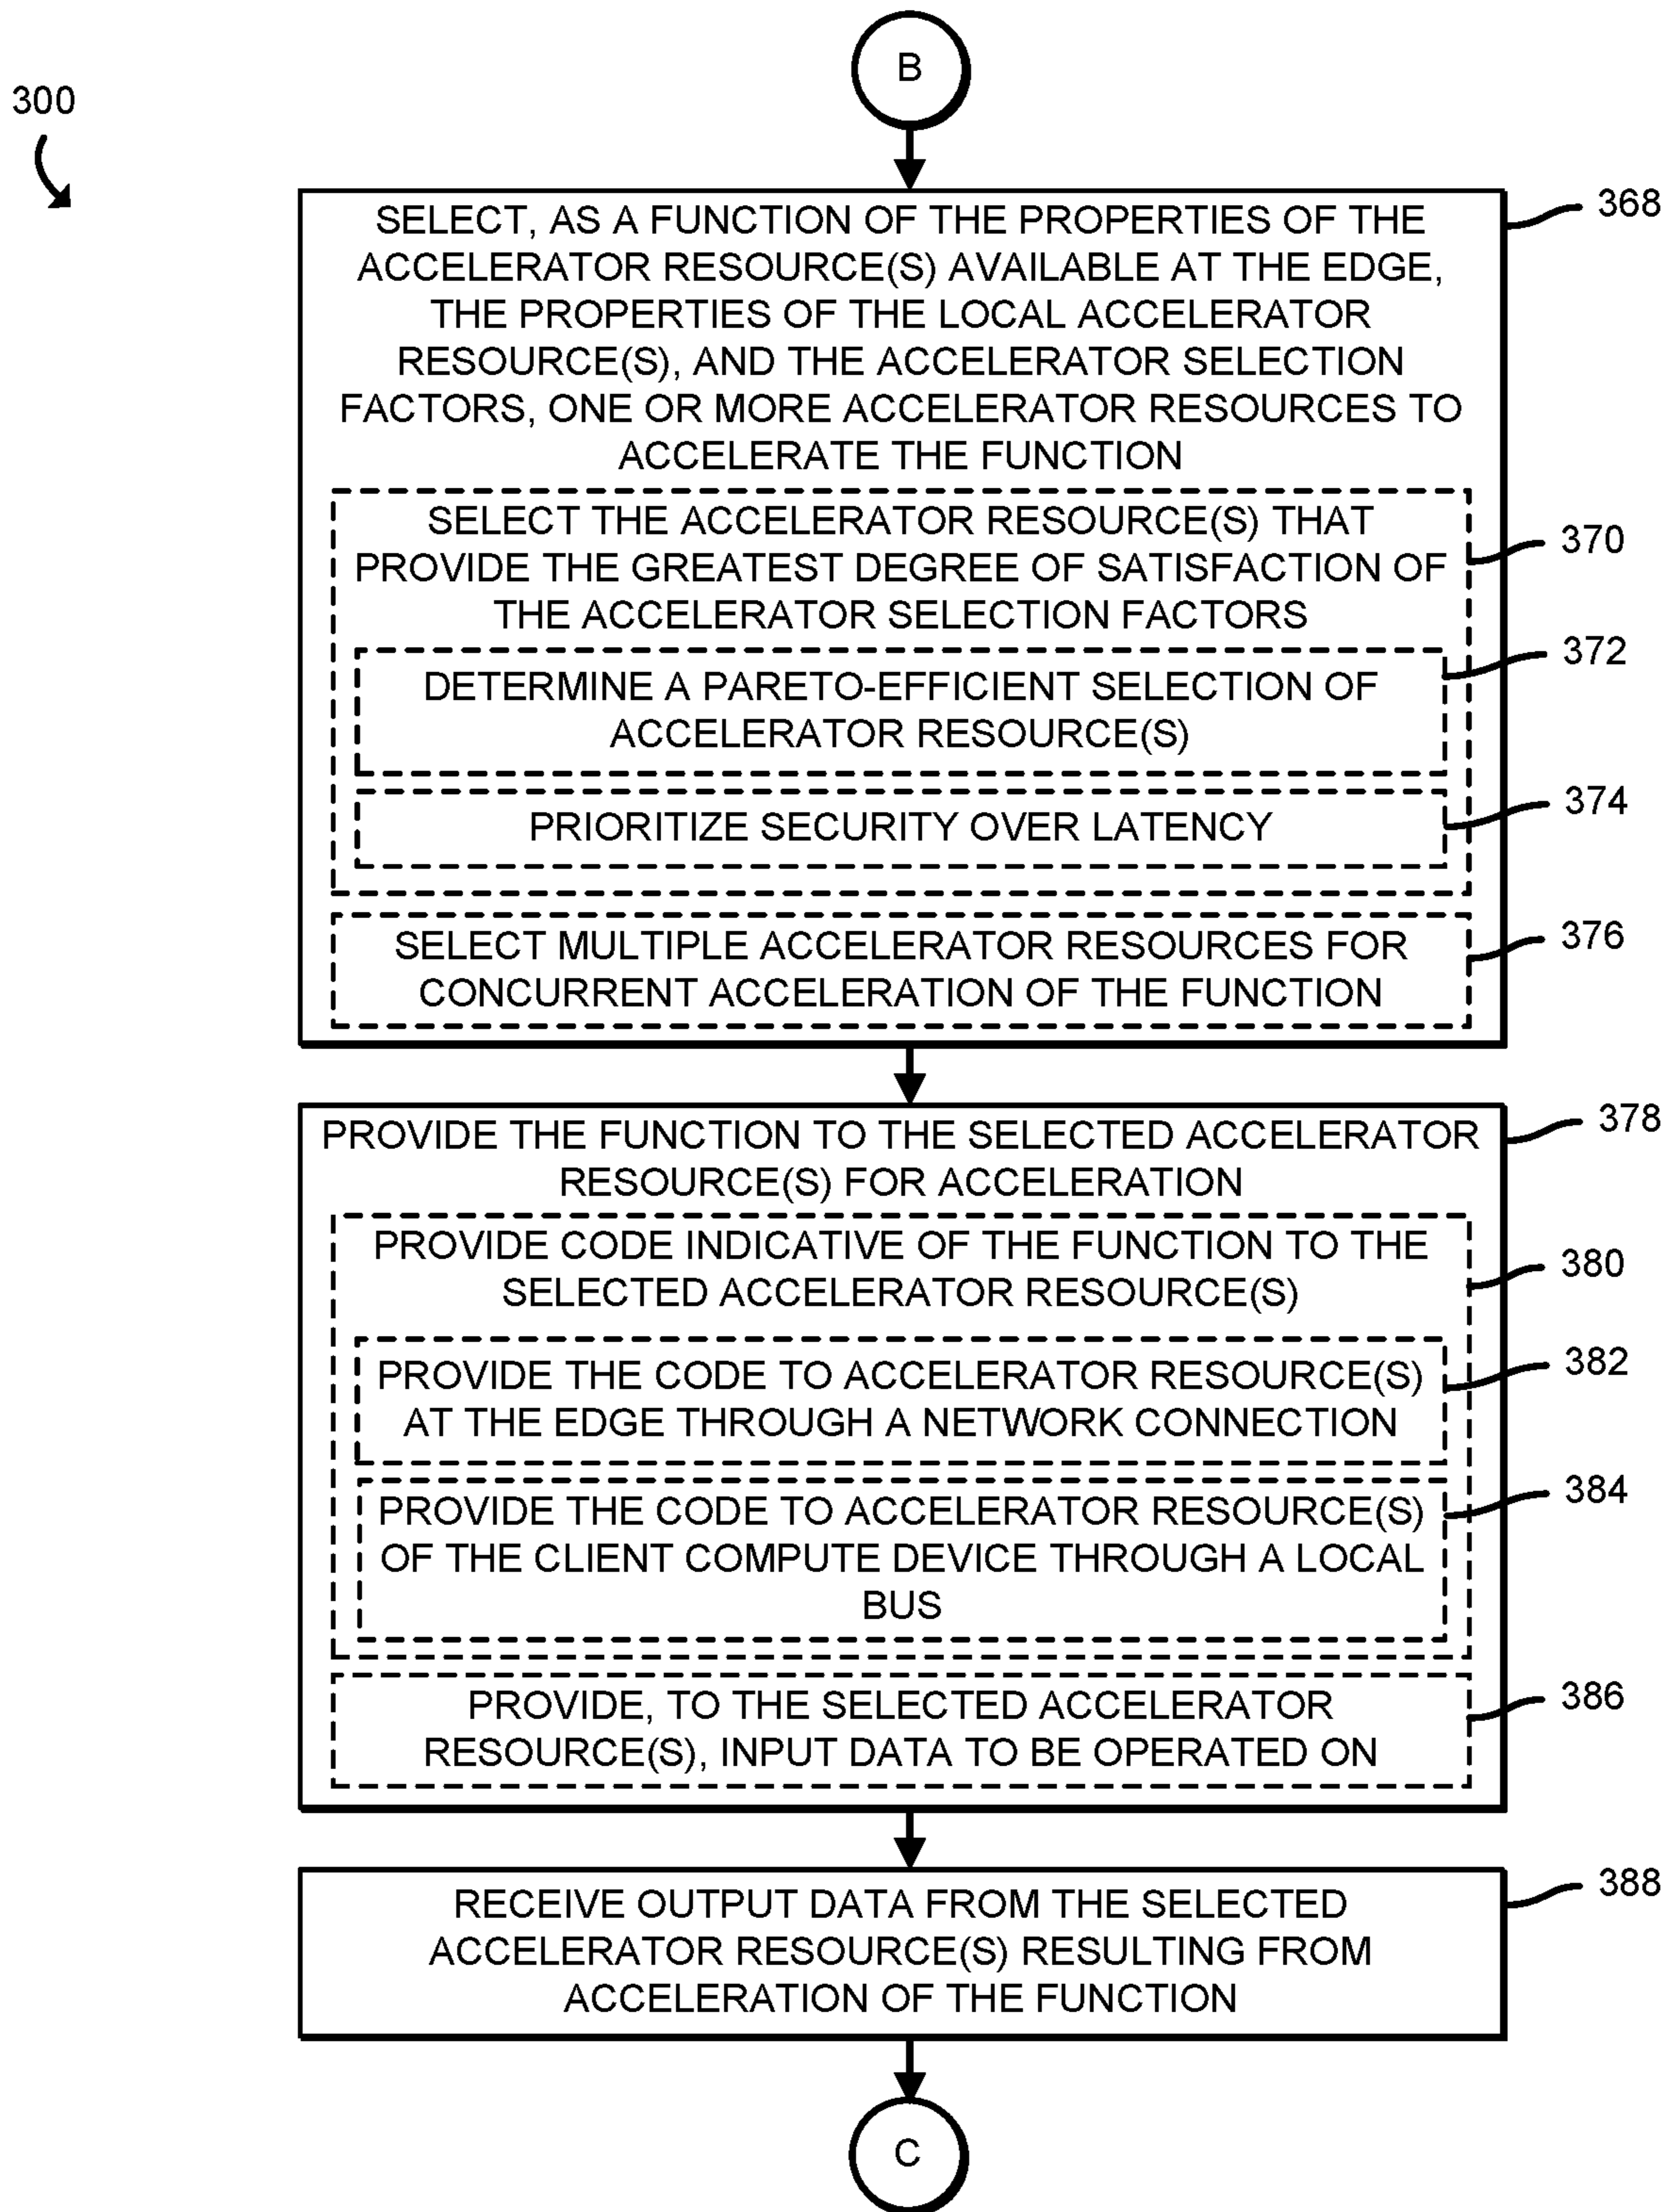 B
300
SELECT, AS A FUNCTION OF THE PROPERTIES OF THE
ACCELERATOR RESOURCE(S) AVAILABLE AT THE EDGE,
THE PROPERTIES OF THE LOCAL ACCELERATOR
RESOURCE(S), AND THE ACCELERATOR SELECTION
FACTORS, ONE OR MORE ACCELERATOR RESOURCES TO
ACCELERATE THE FUNCTION
368
SELECT THE ACCELERATOR RESOURCE(S) THAT
PROVIDE THE GREATEST DEGREE OF SATISFACTION OF
THE ACCELERATOR SELECTION FACTORS
370
DETERMINE A PARETO-EFFICIENT SELECTION OF
ACCELERATOR RESOURCE(S)
372
PRIORITIZE SECURITY OVER LATENCY
374
SELECT MULTIPLE ACCELERATOR RESOURCES FOR
CONCURRENT ACCELERATION OF THE FUNCTION
376
PROVIDE THE FUNCTION TO THE SELECTED ACCELERATOR
RESOURCE(S) FOR ACCELERATION
378
PROVIDE CODE INDICATIVE OF THE FUNCTION TO THE
SELECTED ACCELERATOR RESOURCE(S)
380
PROVIDE THE CODE TO ACCELERATOR RESOURCE(S)
AT THE EDGE THROUGH A NETWORK CONNECTION
382
PROVIDE THE CODE TO ACCELERATOR RESOURCE(S)
OF THE CLIENT COMPUTE DEVICE THROUGH A LOCAL
BUS
384
PROVIDE, TO THE SELECTED ACCELERATOR
RESOURCE(S), INPUT DATA TO BE OPERATED ON
386
RECEIVE OUTPUT DATA FROM THE SELECTED
ACCELERATOR RESOURCE(S) RESULTING FROM
ACCELERATION OF THE FUNCTION
388
C